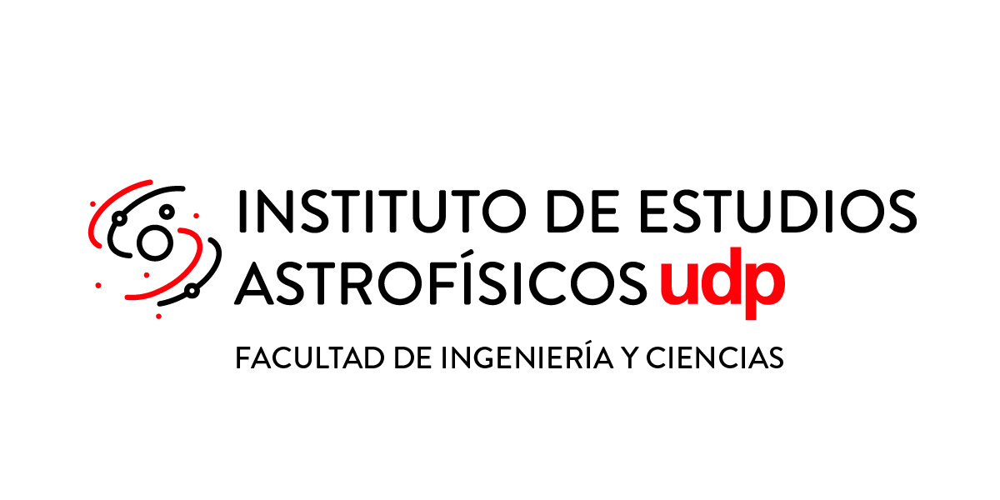 INSTITUTO DE ESTUDIOS
ASTROFÍSICOS udp
FACULTAD DE INGENIERÍA Y CIENCIAS